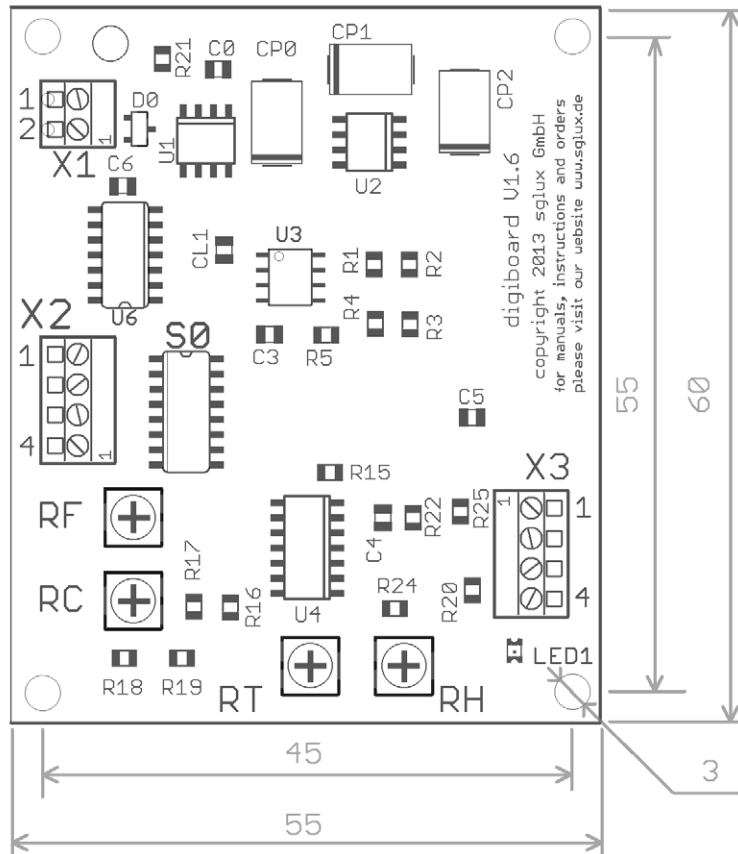 R21
C0
CP0
CP1
CP2
1
2
1
D0
X1
U1
U2
C6
U6
CL1
U3
R1
R2
R4
R3
C3
R5
digiboard V1.6
copyright 2013 sglux GmbH
for manuals, instructions and orders
please visit our website www.sglux.de
X2
1
4
1
S0
C5
R15
X3
1
1
4
RF
RC
R17
R16
R18
R19
U4
C4
R22
R25
R24
R20
LED1
RT
RH
55
60
45
55
3